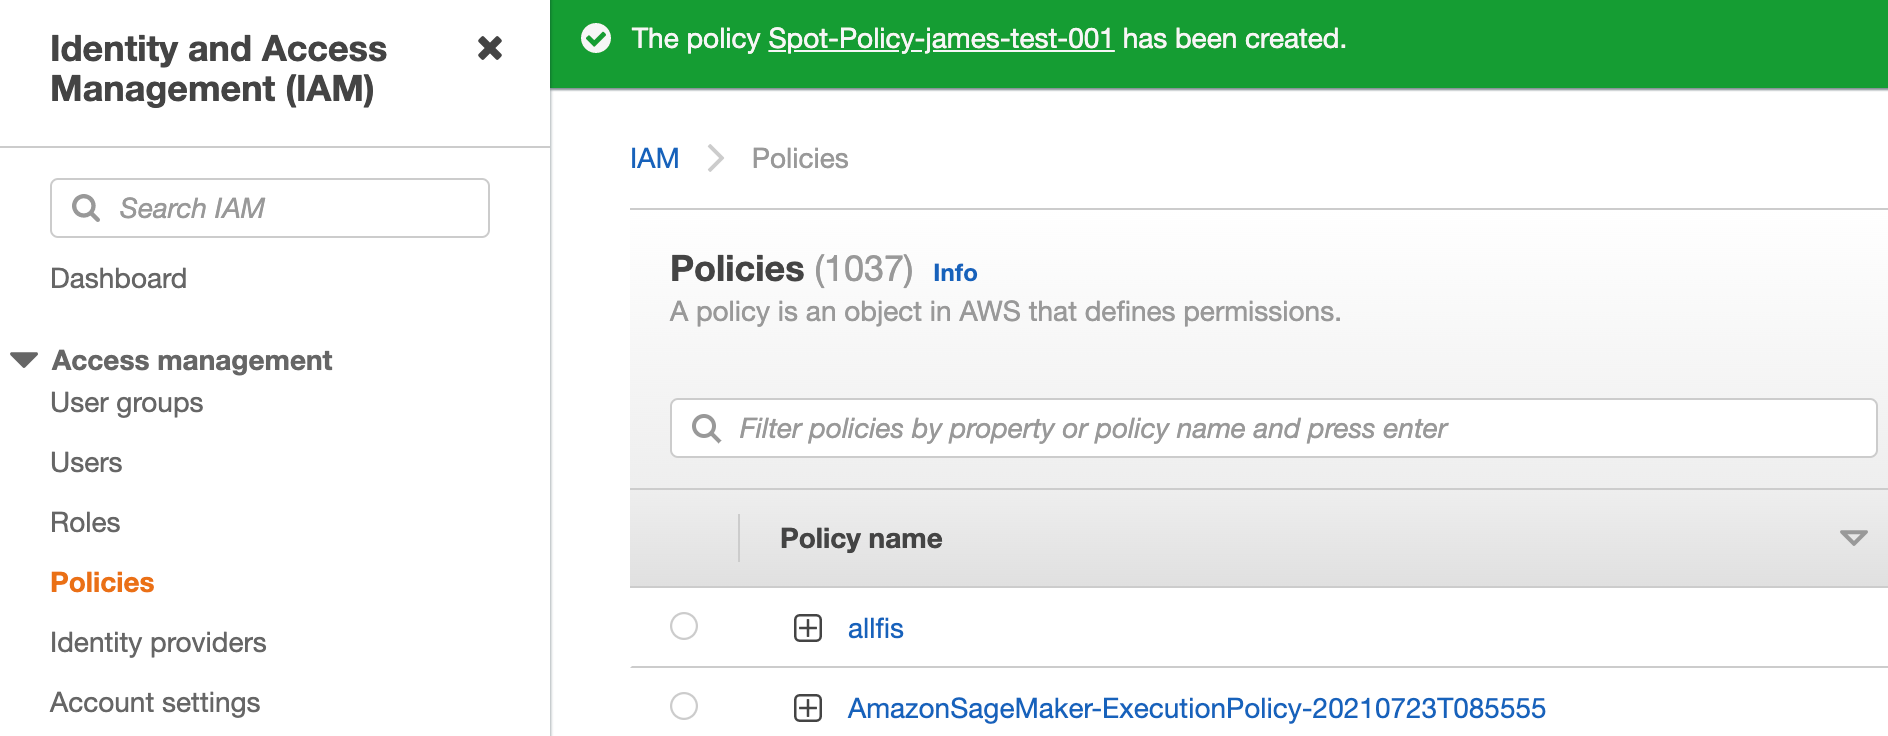 Identity and Access
Management (IAM)
Search IAM
Dashboard
Access management
User groups
Users
Roles
Policies
Identity providers
Account settings
The policy Spot-Policy-james-test-001 has been created.
IAM
Policies
Policies (1037) Info
A policy is an object in AWS that defines permissions.
Filter policies by property or policy name and press enter
Policy name
allfis
AmazonSageMaker-ExecutionPolicy-20210723T085555